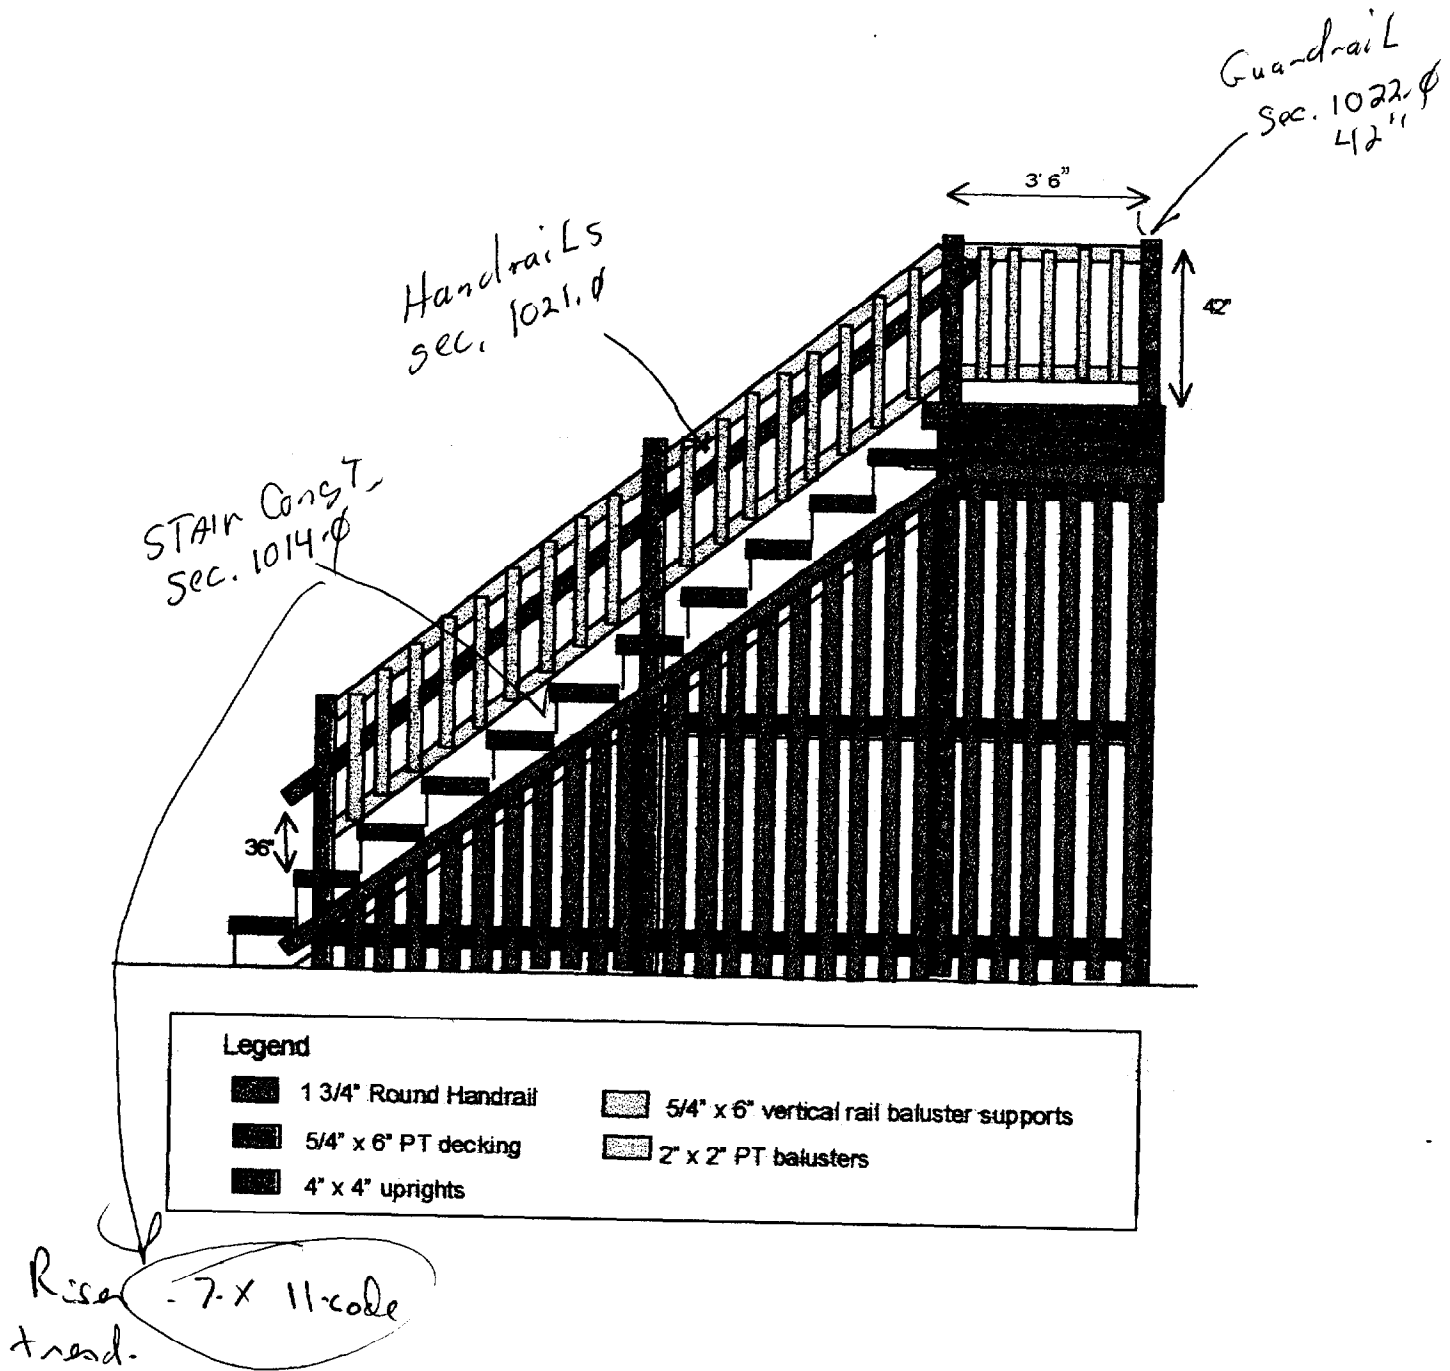 GuardraiL
Sec. 1022.0
42"
3' 6"
HandraiLs
sec. 1021.0
42"
STAIr ConsT.
Sec. 1014.0
36"
Legend
1 3/4" Round Handrail
5/4" x 6" vertical rail baluster supports
5/4" x 6" PT decking
2" x 2" PT balusters
4" x 4" uprights
Riser 7 x 11 code
tread.